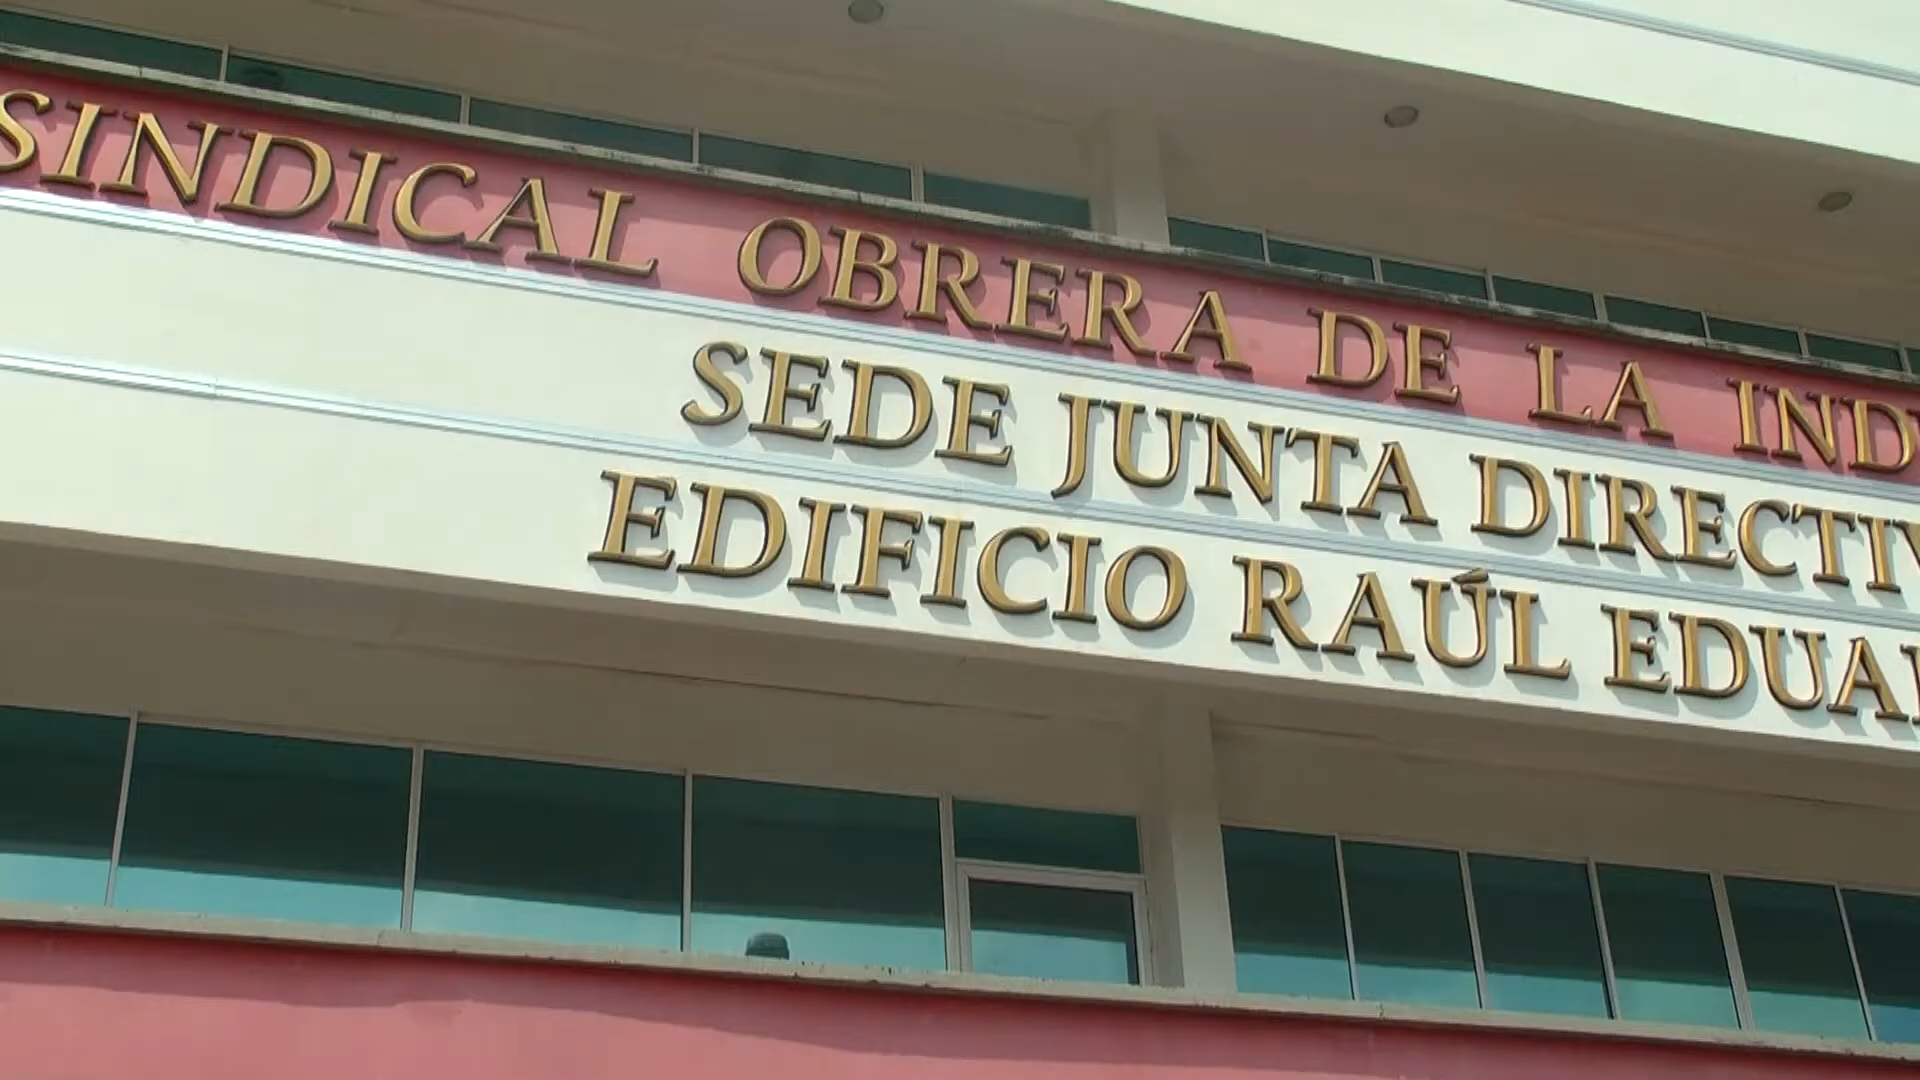 SINDICAL OBRERA DE LA IND
SEDE JUNTA DIRECTIV
EDIFICIO RAÚL EDUA